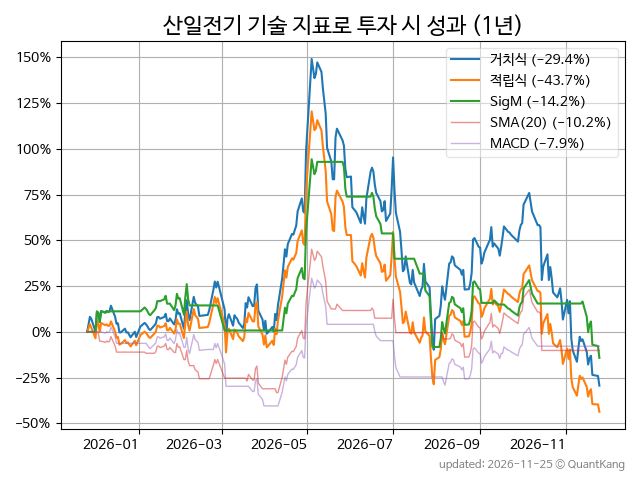 산일전기 기술 지표로 투자 시 성과 (1년)
150%
125%
100%
75%
50%
25%
0%
−25%
−50%
거치식 (−29.4%)
적립식 (−43.7%)
SigM (−14.2%)
SMA(20) (−10.2%)
MACD (−7.9%)
2026-01
2026-03
2026-05
2026-07
2026-09
2026-11
updated: 2026-11-25 © QuantKang